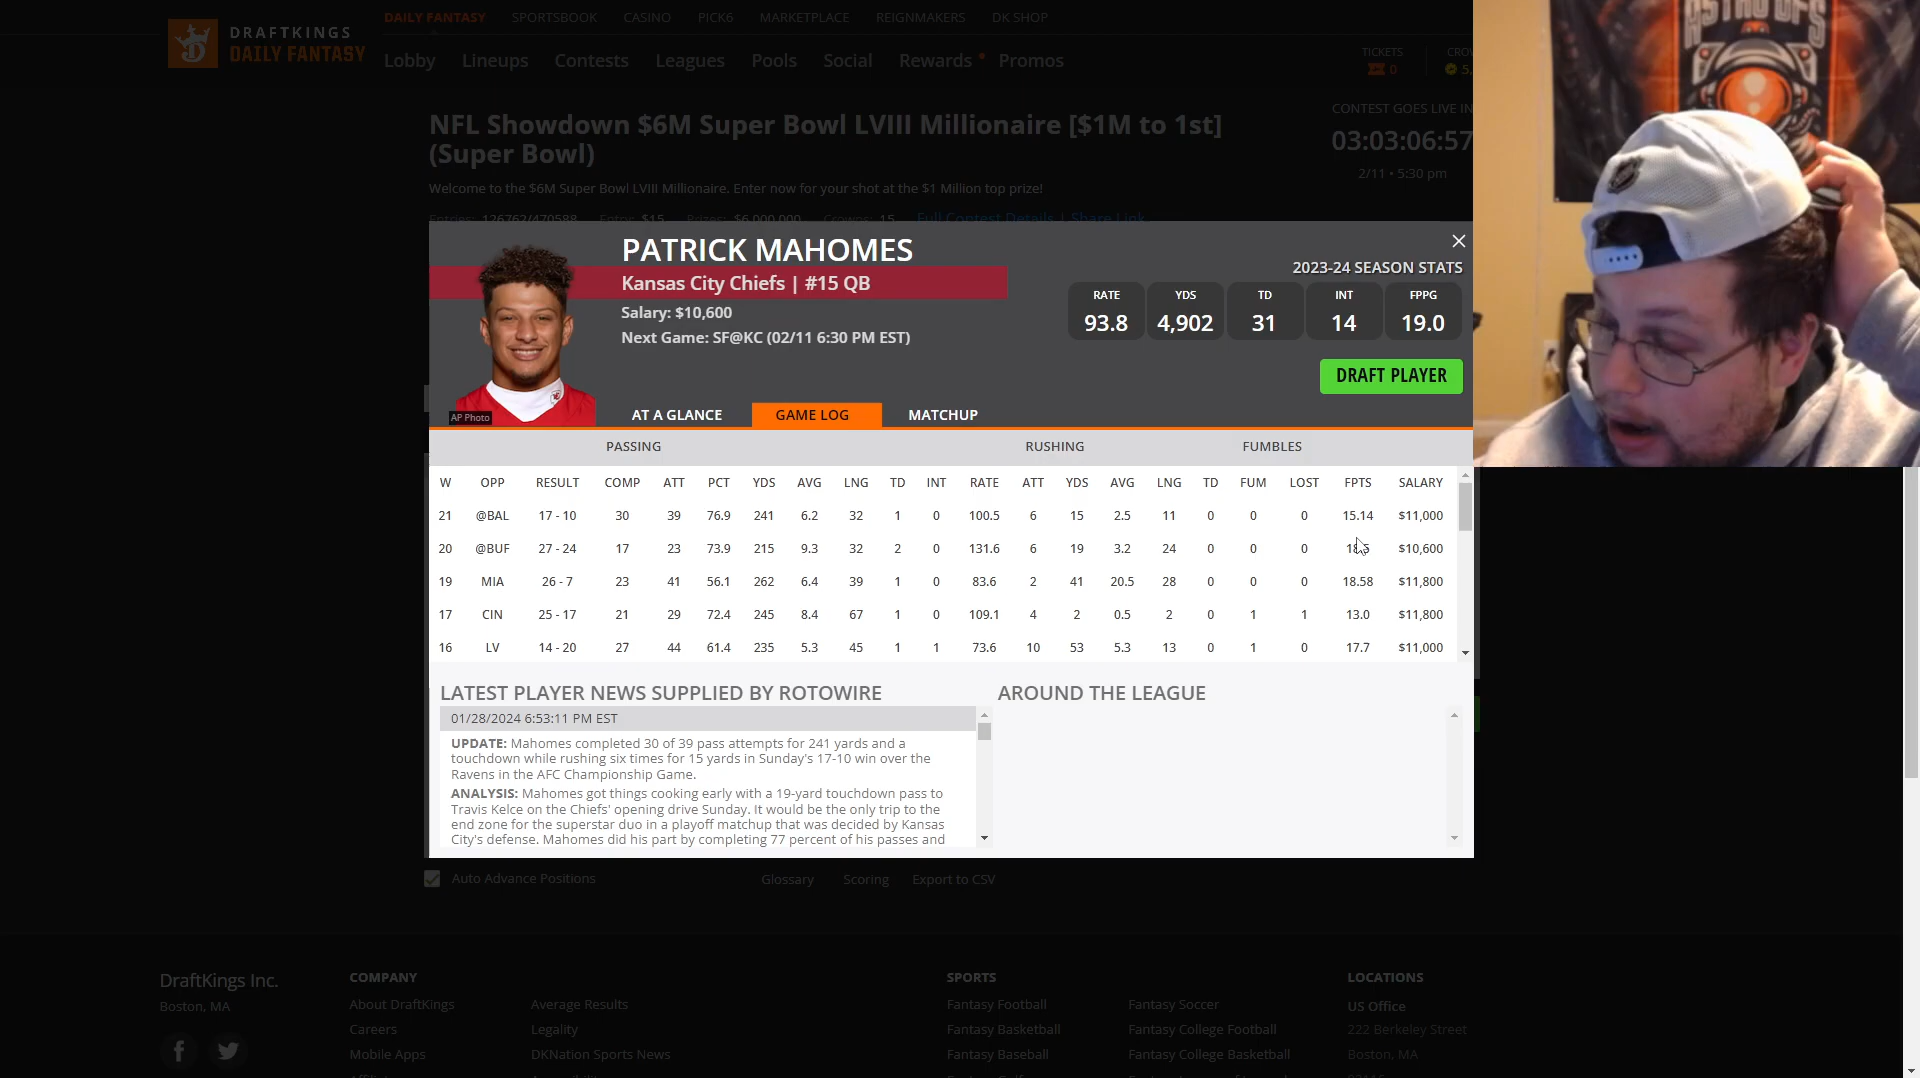 DRAFTKINGS
DAILY FANTASY
DAILY FANTASY SPORTSBOOK CASINO PICK6 MARKETPLACE REIGNMAKERS DK SHOP
Lobby Lineups Contests Leagues Pools Social Rewards Promos
TICKETS
0
NFL Showdown $6M Super Bowl LVIII Millionaire [$1M to 1st]
(Super Bowl)
CONTEST GOES LIVE IN
03:03:06:57
2/11 • 5:30 pm
Welcome to the $6M Super Bowl LVIII Millionaire. Enter now for your shot at the $1 Million top prize!
Entries: 126762/470588 Entry: $15 Prizes: $6,000,000 Crowns: 15 Full Contest Details | Share Link
PATRICK MAHOMES
Kansas City Chiefs | #15 QB
Salary: $10,600
Next Game: SF@KC (02/11 6:30 PM EST)
AP Photo
2023-24 SEASON STATS
RATE YDS TD INT FPPG
93.8 4,902 31 14 19.0
DRAFT PLAYER
AT A GLANCE GAME LOG MATCHUP
PASSING RUSHING FUMBLES
W OPP RESULT COMP ATT PCT YDS AVG LNG TD INT RATE ATT YDS AVG LNG TD FUM LOST FPTS SALARY
21 @BAL 17 - 10 30 39 76.9 241 6.2 32 1 0 100.5 6 15 2.5 11 0 0 0 15.14 $11,000
20 @BUF 27 - 24 17 23 73.9 215 9.3 32 2 0 131.6 6 19 3.2 24 0 0 0 $10,600
19 MIA 26 - 7 23 41 56.1 262 6.4 39 1 0 83.6 2 41 20.5 28 0 0 0 18.58 $11,800
17 CIN 25 - 17 21 29 72.4 245 8.4 67 1 0 109.1 4 2 0.5 2 0 1 1 13.0 $11,800
16 LV 14 - 20 27 44 61.4 235 5.3 45 1 1 73.6 10 53 5.3 13 0 1 0 17.7 $11,000
LATEST PLAYER NEWS SUPPLIED BY ROTOWIRE
01/28/2024 6:53:11 PM EST
UPDATE: Mahomes completed 30 of 39 pass attempts for 241 yards and a
touchdown while rushing six times for 15 yards in Sunday's 17-10 win over the
Ravens in the AFC Championship Game.
ANALYSIS: Mahomes got things cooking early with a 19-yard touchdown pass to
Travis Kelce on the Chiefs' opening drive Sunday. It would be the only trip to the
end zone for the superstar duo in a playoff matchup that was decided by Kansas
City's defense. Mahomes did his part by completing 77 percent of his passes and
AROUND THE LEAGUE
Auto Advance Positions
Glossary Scoring Export to CSV
DraftKings Inc.
Boston, MA
COMPANY
About DraftKings
Careers
Mobile Apps
Average Results
Legality
DKNation Sports News
SPORTS
Fantasy Football
Fantasy Basketball
Fantasy Baseball
Fantasy Soccer
Fantasy College Football
Fantasy College Basketball
LOCATIONS
US Office
222 Berkeley Street
Boston, MA